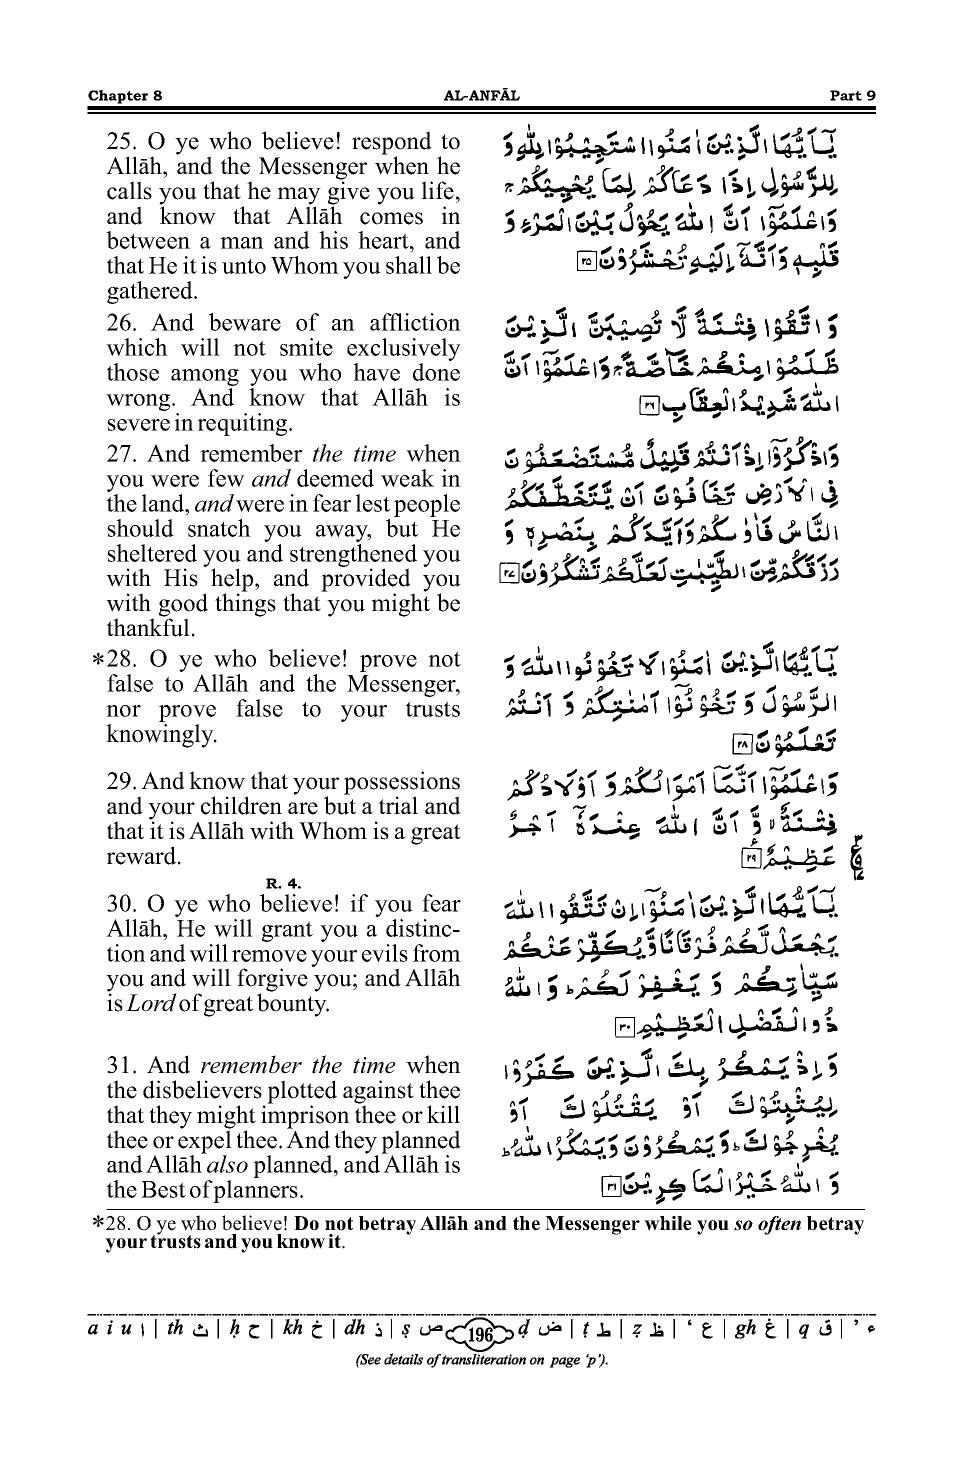 Chapter 8 AL-ANFĀL Part 9
25. O ye who believe! respond to
Allāh, and the Messenger when he
calls you that he may give you life,
and know that Allāh comes in
between a man and his heart, and
that He it is unto Whom you shall be
gathered.
يٰۤاَيُّهَا الَّذِيْنَ اٰمَنُوا اسْتَجِيْبُوْا لِلّٰهِ وَ
لِلرَّسُوْلِ اِذَا دَعَاكُمْ لِمَا يُحْيِيْكُمْ ۚ
وَ اعْلَمُوْۤا اَنَّ اللّٰهَ يَحُوْلُ بَيْنَ الْمَرْءِ وَ
قَلْبِهٖ وَ اَنَّهٗۤ اِلَيْهِ تُحْشَرُوْنَ ۲۵
26. And beware of an affliction
which will not smite exclusively
those among you who have done
wrong. And know that Allāh is
severe in requiting.
وَ اتَّقُوْا فِتْنَةً لَّا تُصِيْبَنَّ الَّذِيْنَ
ظَلَمُوْا مِنْكُمْ خَآصَّةً ۚ وَ اعْلَمُوْۤا اَنَّ
اللّٰهَ شَدِيْدُ الْعِقَابِ ۲۶
27. And remember the time when
you were few and deemed weak in
the land, and were in fear lest people
should snatch you away, but He
sheltered you and strengthened you
with His help, and provided you
with good things that you might be
thankful.
وَ اذْكُرُوْۤا اِذْ اَنْتُمْ قَلِيْلٌ مُّسْتَضْعَفُوْنَ
فِى الْاَرْضِ تَخَافُوْنَ اَنْ يَّتَخَطَّفَكُمُ
النَّاسُ فَاٰوٰىكُمْ وَ اَيَّدَكُمْ بِنَصْرِهٖ وَ
رَزَقَكُمْ مِّنَ الطَّيِّبٰتِ لَعَلَّكُمْ تَشْكُرُوْنَ ۲۷
*28. O ye who believe! prove not
false to Allāh and the Messenger,
nor prove false to your trusts
knowingly.
يٰۤاَيُّهَا الَّذِيْنَ اٰمَنُوْا لَا تَخُوْنُوا اللّٰهَ وَ
الرَّسُوْلَ وَ تَخُوْنُوْۤا اَمٰنٰتِكُمْ وَ اَنْتُمْ
تَعْلَمُوْنَ ۲۸
29. And know that your possessions
and your children are but a trial and
that it is Allāh with Whom is a great
reward.
وَ اعْلَمُوْۤا اَنَّمَاۤ اَمْوَالُكُمْ وَ اَوْلَادُكُمْ
فِتْنَةٌ ۙ وَّ اَنَّ اللّٰهَ عِنْدَهٗۤ اَجْرٌ
عَظِيْمٌ ۲۹
R. 4.
30. O ye who believe! if you fear
Allāh, He will grant you a distinc-
tion and will remove your evils from
you and will forgive you; and Allāh
is Lord of great bounty.
يٰۤاَيُّهَا الَّذِيْنَ اٰمَنُوْۤا اِنْ تَتَّقُوا اللّٰهَ
يَجْعَلْ لَّكُمْ فُرْقَانًا وَّ يُكَفِّرْ عَنْكُمْ
سَيِّاٰتِكُمْ وَ يَغْفِرْ لَكُمْ ؕ وَ اللّٰهُ
ذُو الْفَضْلِ الْعَظِيْمِ ۳۰
31. And remember the time when
the disbelievers plotted against thee
that they might imprison thee or kill
thee or expel thee. And they planned
and Allāh also planned, and Allāh is
the Best of planners.
وَ اِذْ يَمْكُرُ بِكَ الَّذِيْنَ كَفَرُوْا
لِيُثْبِتُوْكَ اَوْ يَقْتُلُوْكَ اَوْ
يُخْرِجُوْكَ ؕ وَ يَمْكُرُوْنَ وَ يَمْكُرُ اللّٰهُ ؕ
وَ اللّٰهُ خَيْرُ الْمٰكِرِيْنَ ۳۱
*28. O ye who believe! Do not betray Allāh and the Messenger while you so often betray
your trusts and you know it.
a i u ا | th ث | ḥ ح | kh خ | dh ذ | ṣ ص 196 ḍ ض | ṭ ط | ẓ ظ | ‘ ع | gh غ | q ق | ’ ء
(See details of transliteration on page ‘p’).